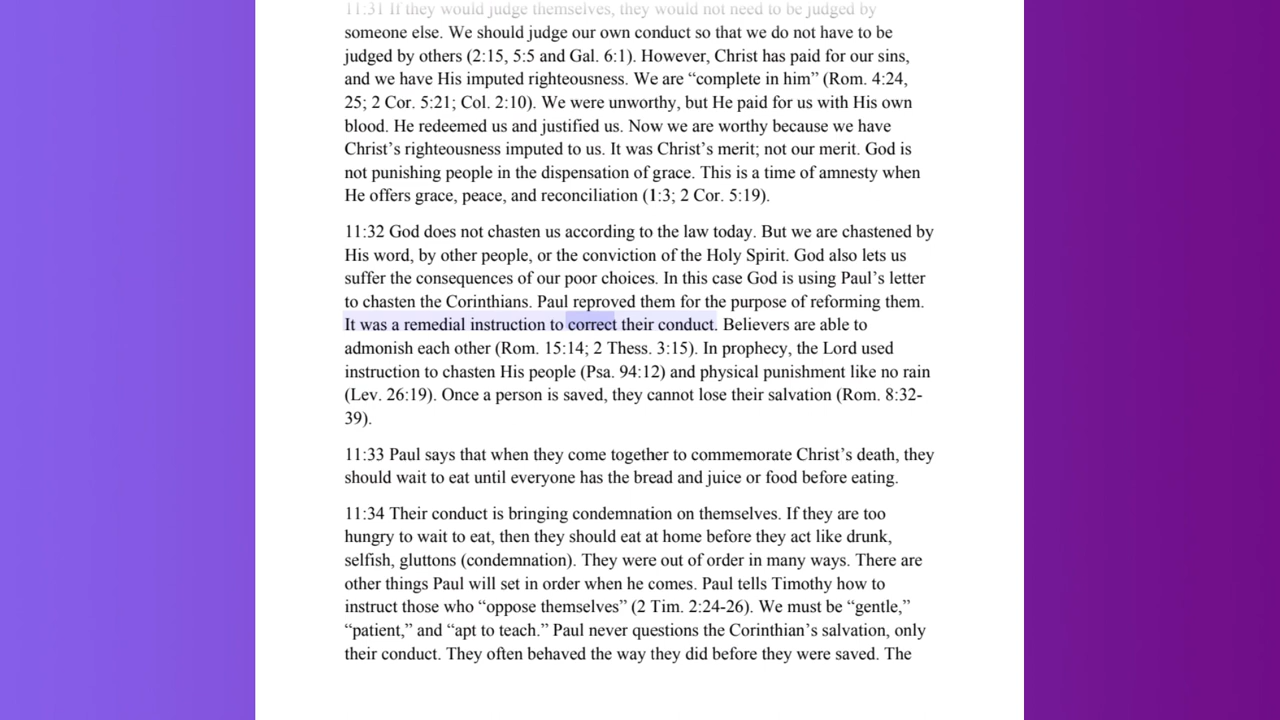 11:31 If they would judge themselves, they would not need to be judged by
someone else. We should judge our own conduct so that we do not have to be
judged by others (2:15, 5:5 and Gal. 6:1). However, Christ has paid for our sins,
and we have His imputed righteousness. We are “complete in him” (Rom. 4:24,
25; 2 Cor. 5:21; Col. 2:10). We were unworthy, but He paid for us with His own
blood. He redeemed us and justified us. Now we are worthy because we have
Christ’s righteousness imputed to us. It was Christ’s merit; not our merit. God is
not punishing people in the dispensation of grace. This is a time of amnesty when
He offers grace, peace, and reconciliation (1:3; 2 Cor. 5:19).
11:32 God does not chasten us according to the law today. But we are chastened by
His word, by other people, or the conviction of the Holy Spirit. God also lets us
suffer the consequences of our poor choices. In this case God is using Paul’s letter
to chasten the Corinthians. Paul reproved them for the purpose of reforming them.
It was a remedial instruction to correct their conduct. Believers are able to
admonish each other (Rom. 15:14; 2 Thess. 3:15). In prophecy, the Lord used
instruction to chasten His people (Psa. 94:12) and physical punishment like no rain
(Lev. 26:19). Once a person is saved, they cannot lose their salvation (Rom. 8:32-
39).
11:33 Paul says that when they come together to commemorate Christ’s death, they
should wait to eat until everyone has the bread and juice or food before eating.
11:34 Their conduct is bringing condemnation on themselves. If they are too
hungry to wait to eat, then they should eat at home before they act like drunk,
selfish, gluttons (condemnation). They were out of order in many ways. There are
other things Paul will set in order when he comes. Paul tells Timothy how to
instruct those who “oppose themselves” (2 Tim. 2:24-26). We must be “gentle,”
“patient,” and “apt to teach.” Paul never questions the Corinthian’s salvation, only
their conduct. They often behaved the way they did before they were saved. The